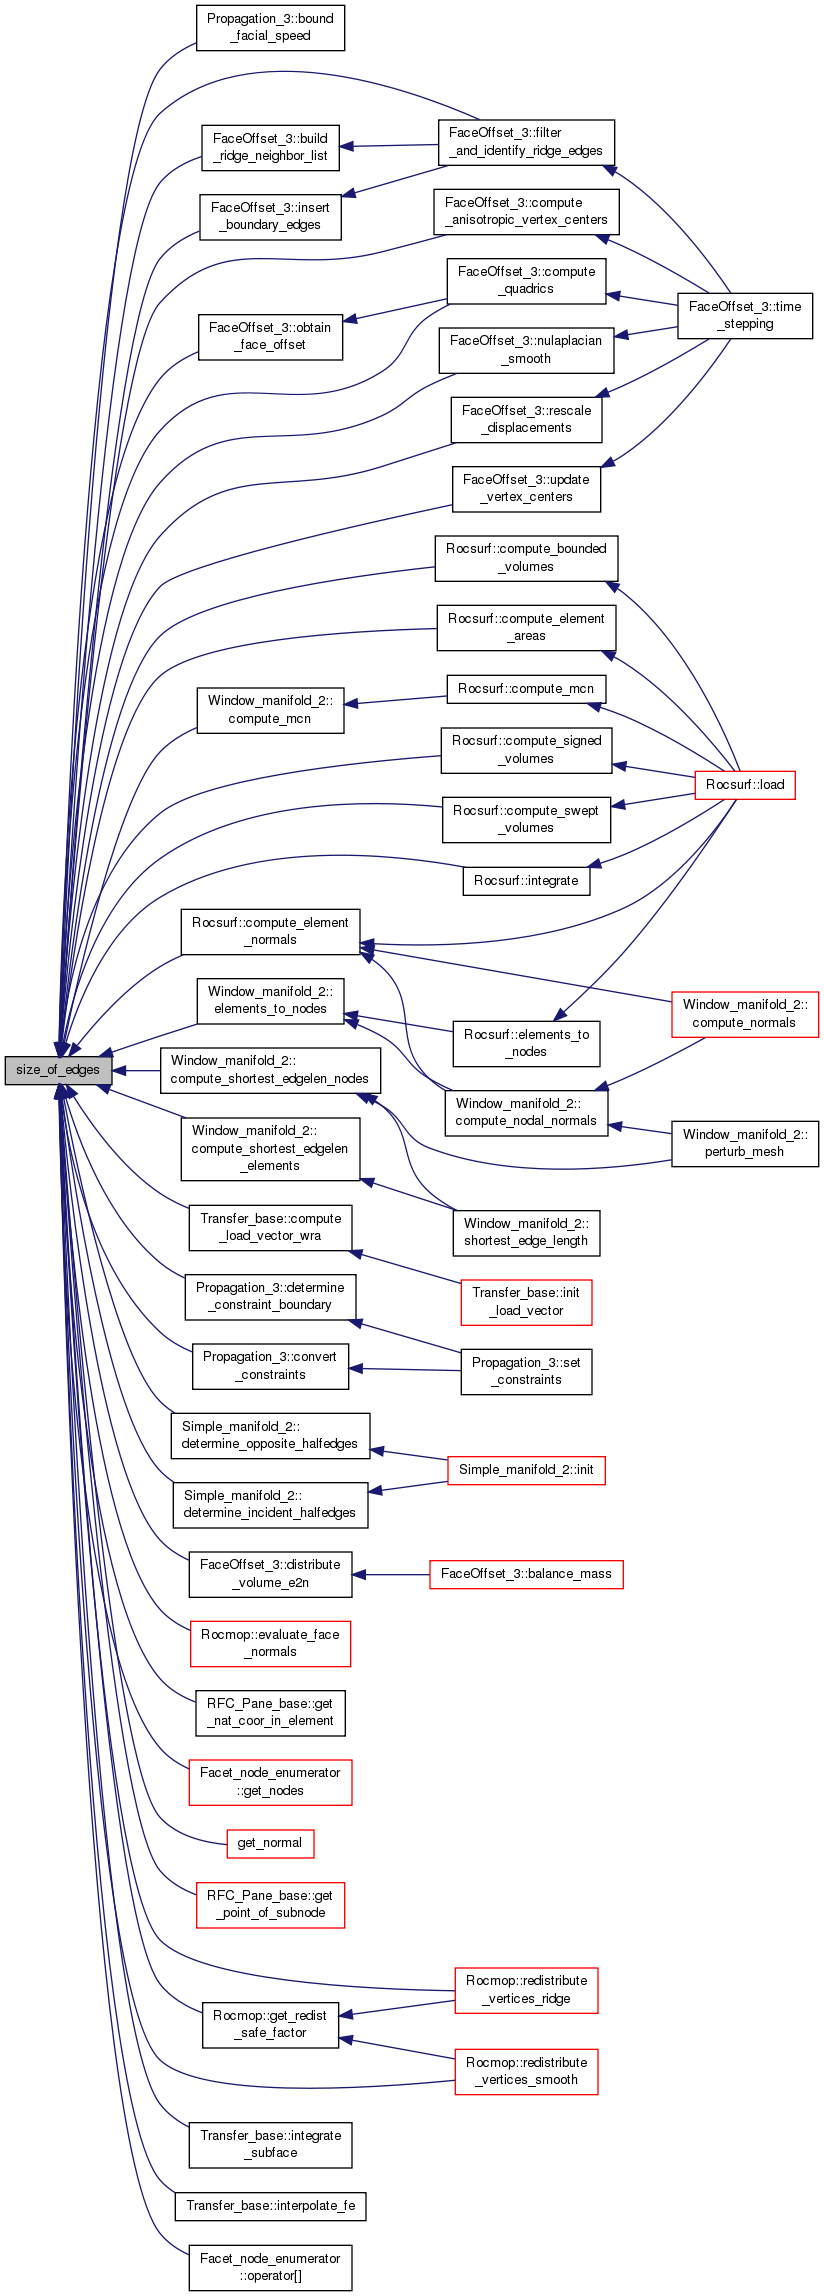 Propagation_3::bound
_facial_speed
FaceOffset_3::filter
_and_identify_ridge_edges
FaceOffset_3::build
_ridge_neighbor_list
FaceOffset_3::insert
_boundary_edges
FaceOffset_3::compute
_anisotropic_vertex_centers
FaceOffset_3::compute
_quadrics
FaceOffset_3::time
_stepping
FaceOffset_3::obtain
_face_offset
FaceOffset_3::nulaplacian
_smooth
FaceOffset_3::rescale
_displacements
FaceOffset_3::update
_vertex_centers
Rocsurf::compute_bounded
_volumes
Rocsurf::compute_element
_areas
Window_manifold_2::
compute_mcn
Rocsurf::compute_mcn
Rocsurf::compute_signed
_volumes
Rocsurf::load
Rocsurf::compute_swept
_volumes
Rocsurf::integrate
Rocsurf::compute_element
_normals
Window_manifold_2::
elements_to_nodes
Window_manifold_2::
compute_normals
Rocsurf::elements_to
_nodes
size_of_edges
Window_manifold_2::
compute_shortest_edgelen_nodes
Window_manifold_2::
compute_nodal_normals
Window_manifold_2::
compute_shortest_edgelen
_elements
Window_manifold_2::
perturb_mesh
Transfer_base::compute
_load_vector_wra
Window_manifold_2::
shortest_edge_length
Propagation_3::determine
_constraint_boundary
Transfer_base::init
_load_vector
Propagation_3::convert
_constraints
Propagation_3::set
_constraints
Simple_manifold_2::
determine_opposite_halfedges
Simple_manifold_2::init
Simple_manifold_2::
determine_incident_halfedges
FaceOffset_3::distribute
_volume_e2n
FaceOffset_3::balance_mass
Rocmop::evaluate_face
_normals
RFC_Pane_base::get
_nat_coor_in_element
Facet_node_enumerator
::get_nodes
get_normal
RFC_Pane_base::get
_point_of_subnode
Rocmop::redistribute
_vertices_ridge
Rocmop::get_redist
_safe_factor
Rocmop::redistribute
_vertices_smooth
Transfer_base::integrate
_subface
Transfer_base::interpolate_fe
Facet_node_enumerator
::operator[]